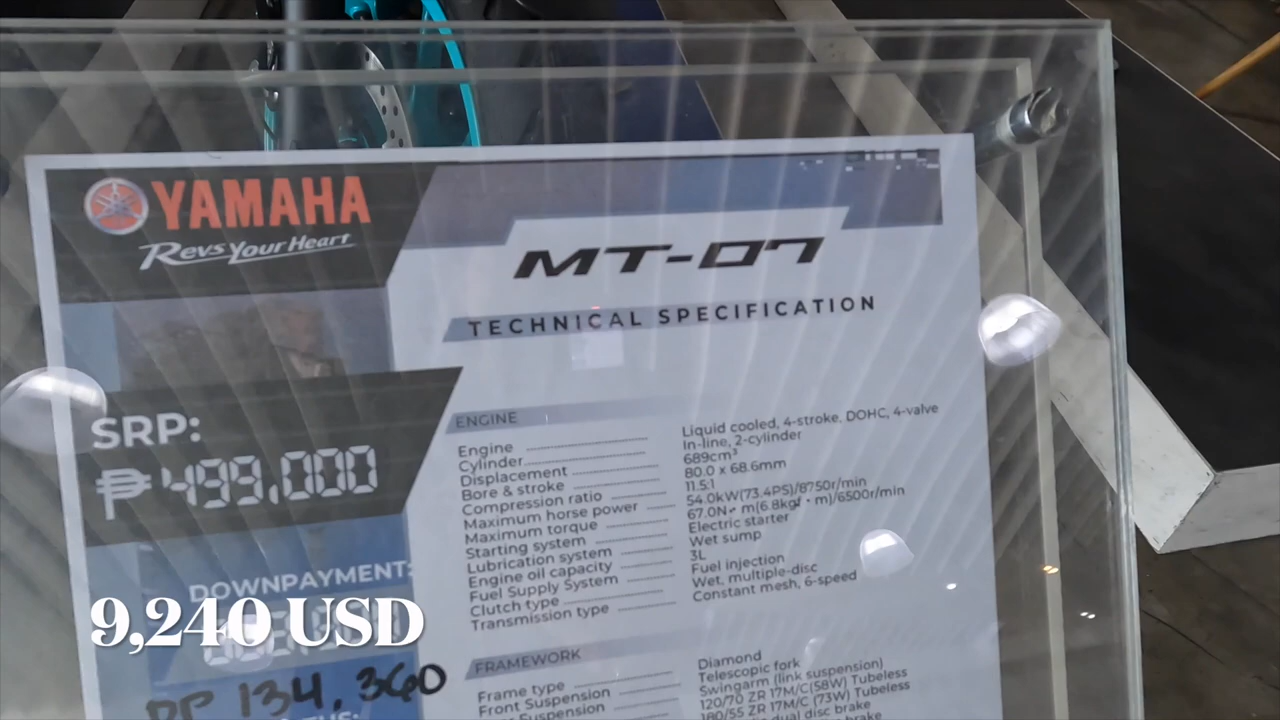 YAMAHA
Revs Your Heart
MT-07
TECHNICAL SPECIFICATION
SRP:
₱499,000
DOWNPAYMENT:
9,240 USD
DP 134,360
ENGINE
Engine Liquid cooled, 4-stroke, DOHC, 4-valve
Cylinder In-line, 2-cylinder
Displacement 689cm³
Bore & stroke 80.0 x 68.6mm
Compression ratio 11.5:1
Maximum horse power 54.0kW(73.4PS)/8750r/min
Maximum torque 67.0N・m(6.8kgf・m)/6500r/min
Starting system Electric starter
Lubrication system Wet sump
Engine oil capacity 3L
Fuel Supply System Fuel injection
Clutch type Wet, multiple-disc
Transmission type Constant mesh, 6-speed
FRAMEWORK
Frame type Diamond
Front Suspension Telescopic fork
Suspension Swingarm (link suspension)
120/70 ZR 17M/C(58W) Tubeless
180/55 ZR 17M/C (73W) Tubeless
dual disc brake